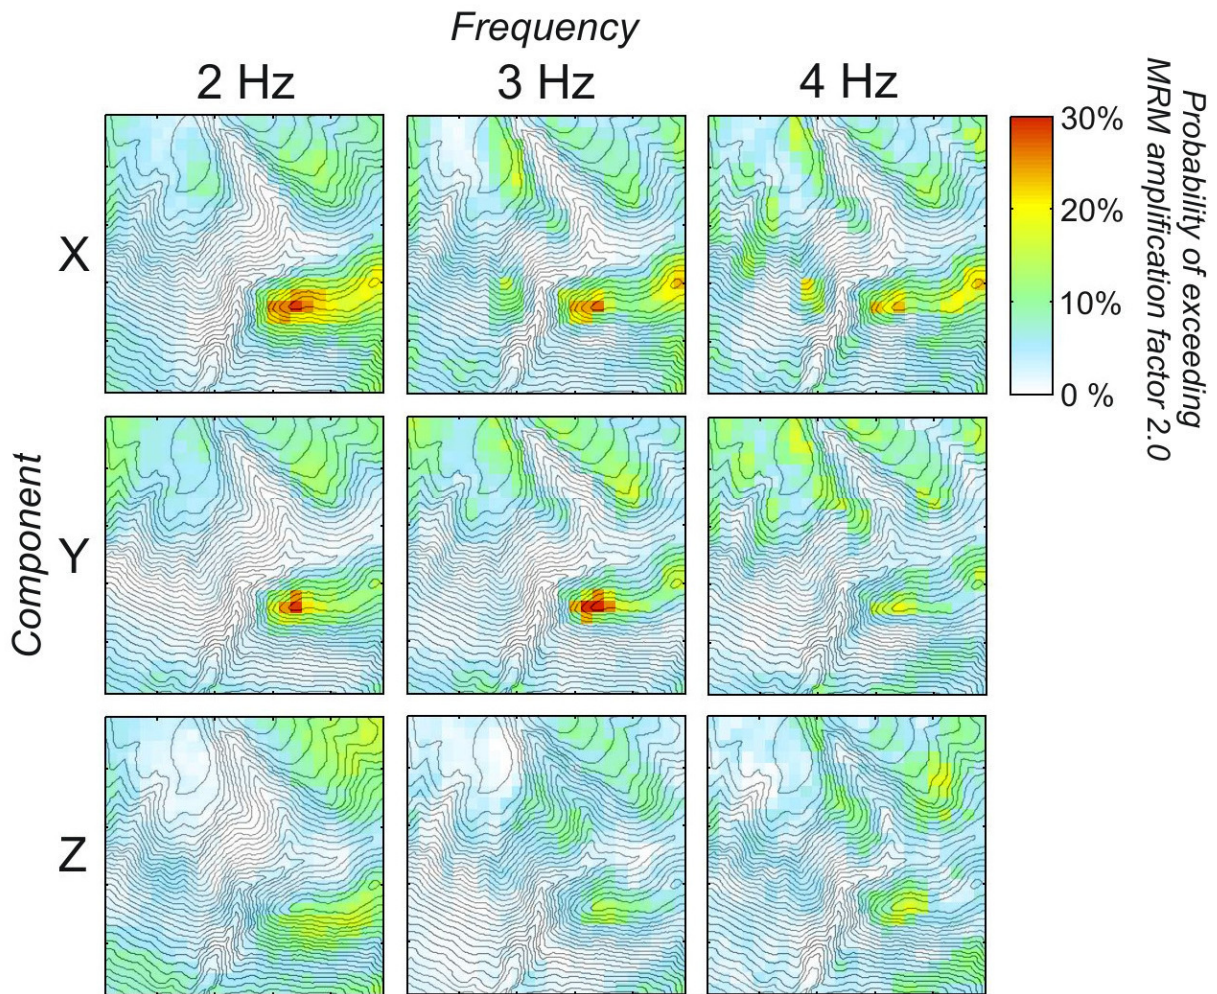 Frequency
2 Hz
3 Hz
4 Hz
30%
20%
10%
0 %
Probability of exceeding
MRM amplification factor 2.0
Component
X
Y
Z